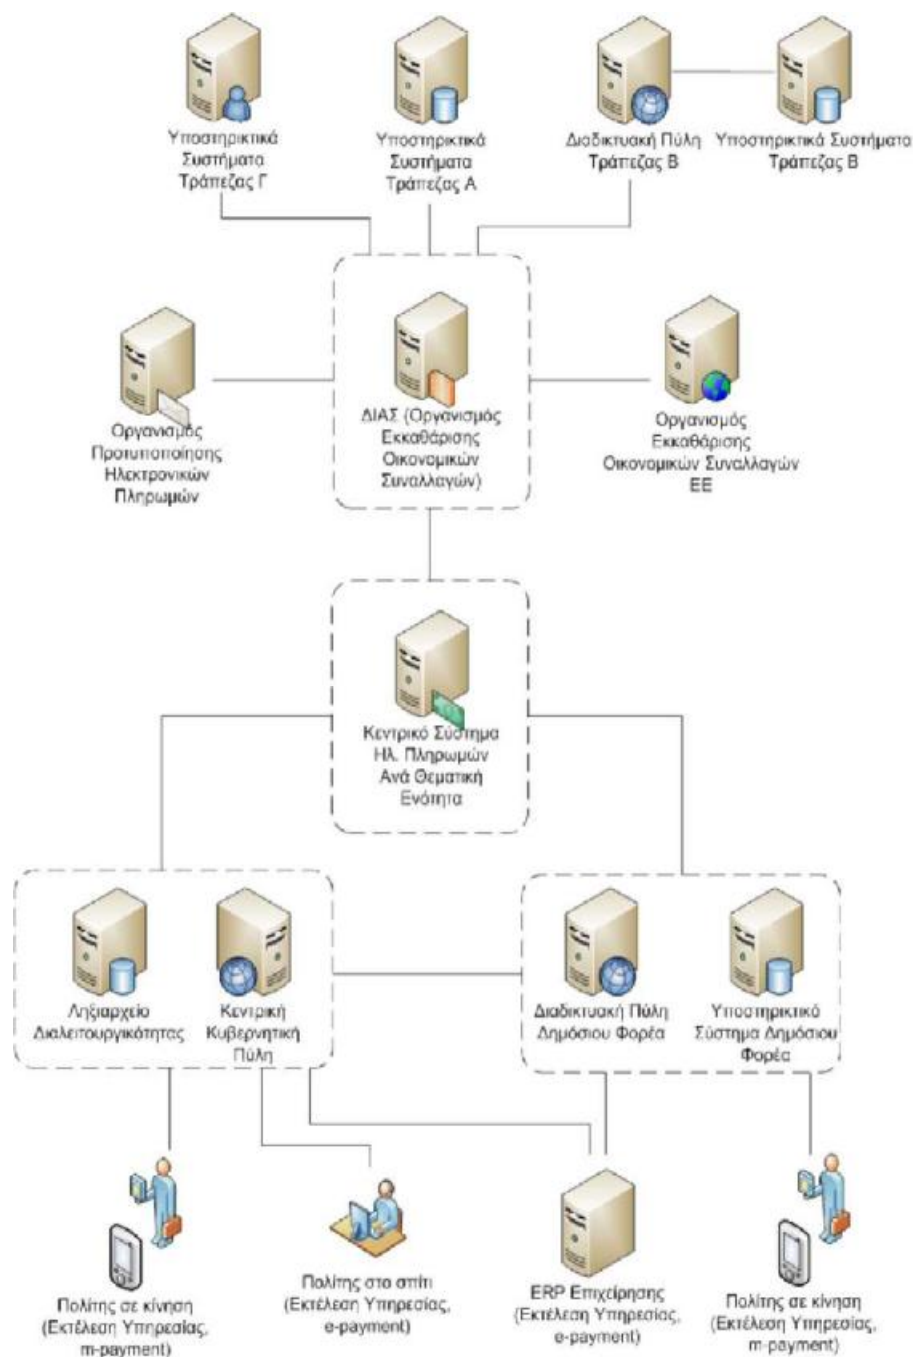 Υποστηρικτικά
Συστήματα
Τράπεζας Γ
Υποστηρικτικά
Συστήματα
Τράπεζας Α
Διαδικτυακή Πύλη
Τράπεζας Β
Υποστηρικτικά Συστήματα
Τράπεζας Β
Οργανισμός
Προτυποποίησης
Ηλεκτρονικών
Πληρωμών
ΔΙΑΣ (Οργανισμός
Εκκαθάρισης
Οικονομικών
Συναλλαγών)
Οργανισμός
Εκκαθάρισης
Οικονομικών Συναλλαγών
ΕΕ
Κεντρικό Σύστημα
Ηλ. Πληρωμών
Ανά Θεματική
Ενότητα
Ληξιαρχείο
Διαλειτουργικότητας
Κεντρική
Κυβερνητική
Πύλη
Διαδικτυακή Πύλη
Δημόσιου Φορέα
Υποστηρικτικό
Σύστημα Δημόσιου
Φορέα
Πολίτης σε κίνηση
(Εκτέλεση Υπηρεσίας,
m-payment)
Πολίτης στο σπίτι
(Εκτέλεση Υπηρεσίας,
e-payment)
ERP Επιχείρησης
(Εκτέλεση Υπηρεσίας,
e-payment)
Πολίτης σε κίνηση
(Εκτέλεση Υπηρεσίας,
m-payment)